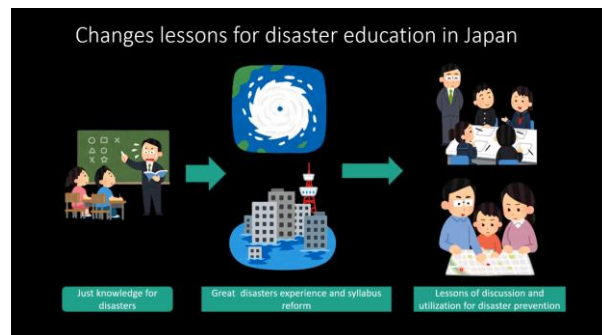 Changes lessons for disaster education in Japan
Just knowledge for
disasters
Great disasters experience and syllabus
reform
Lessons of discussion and
utilization for disaster prevention